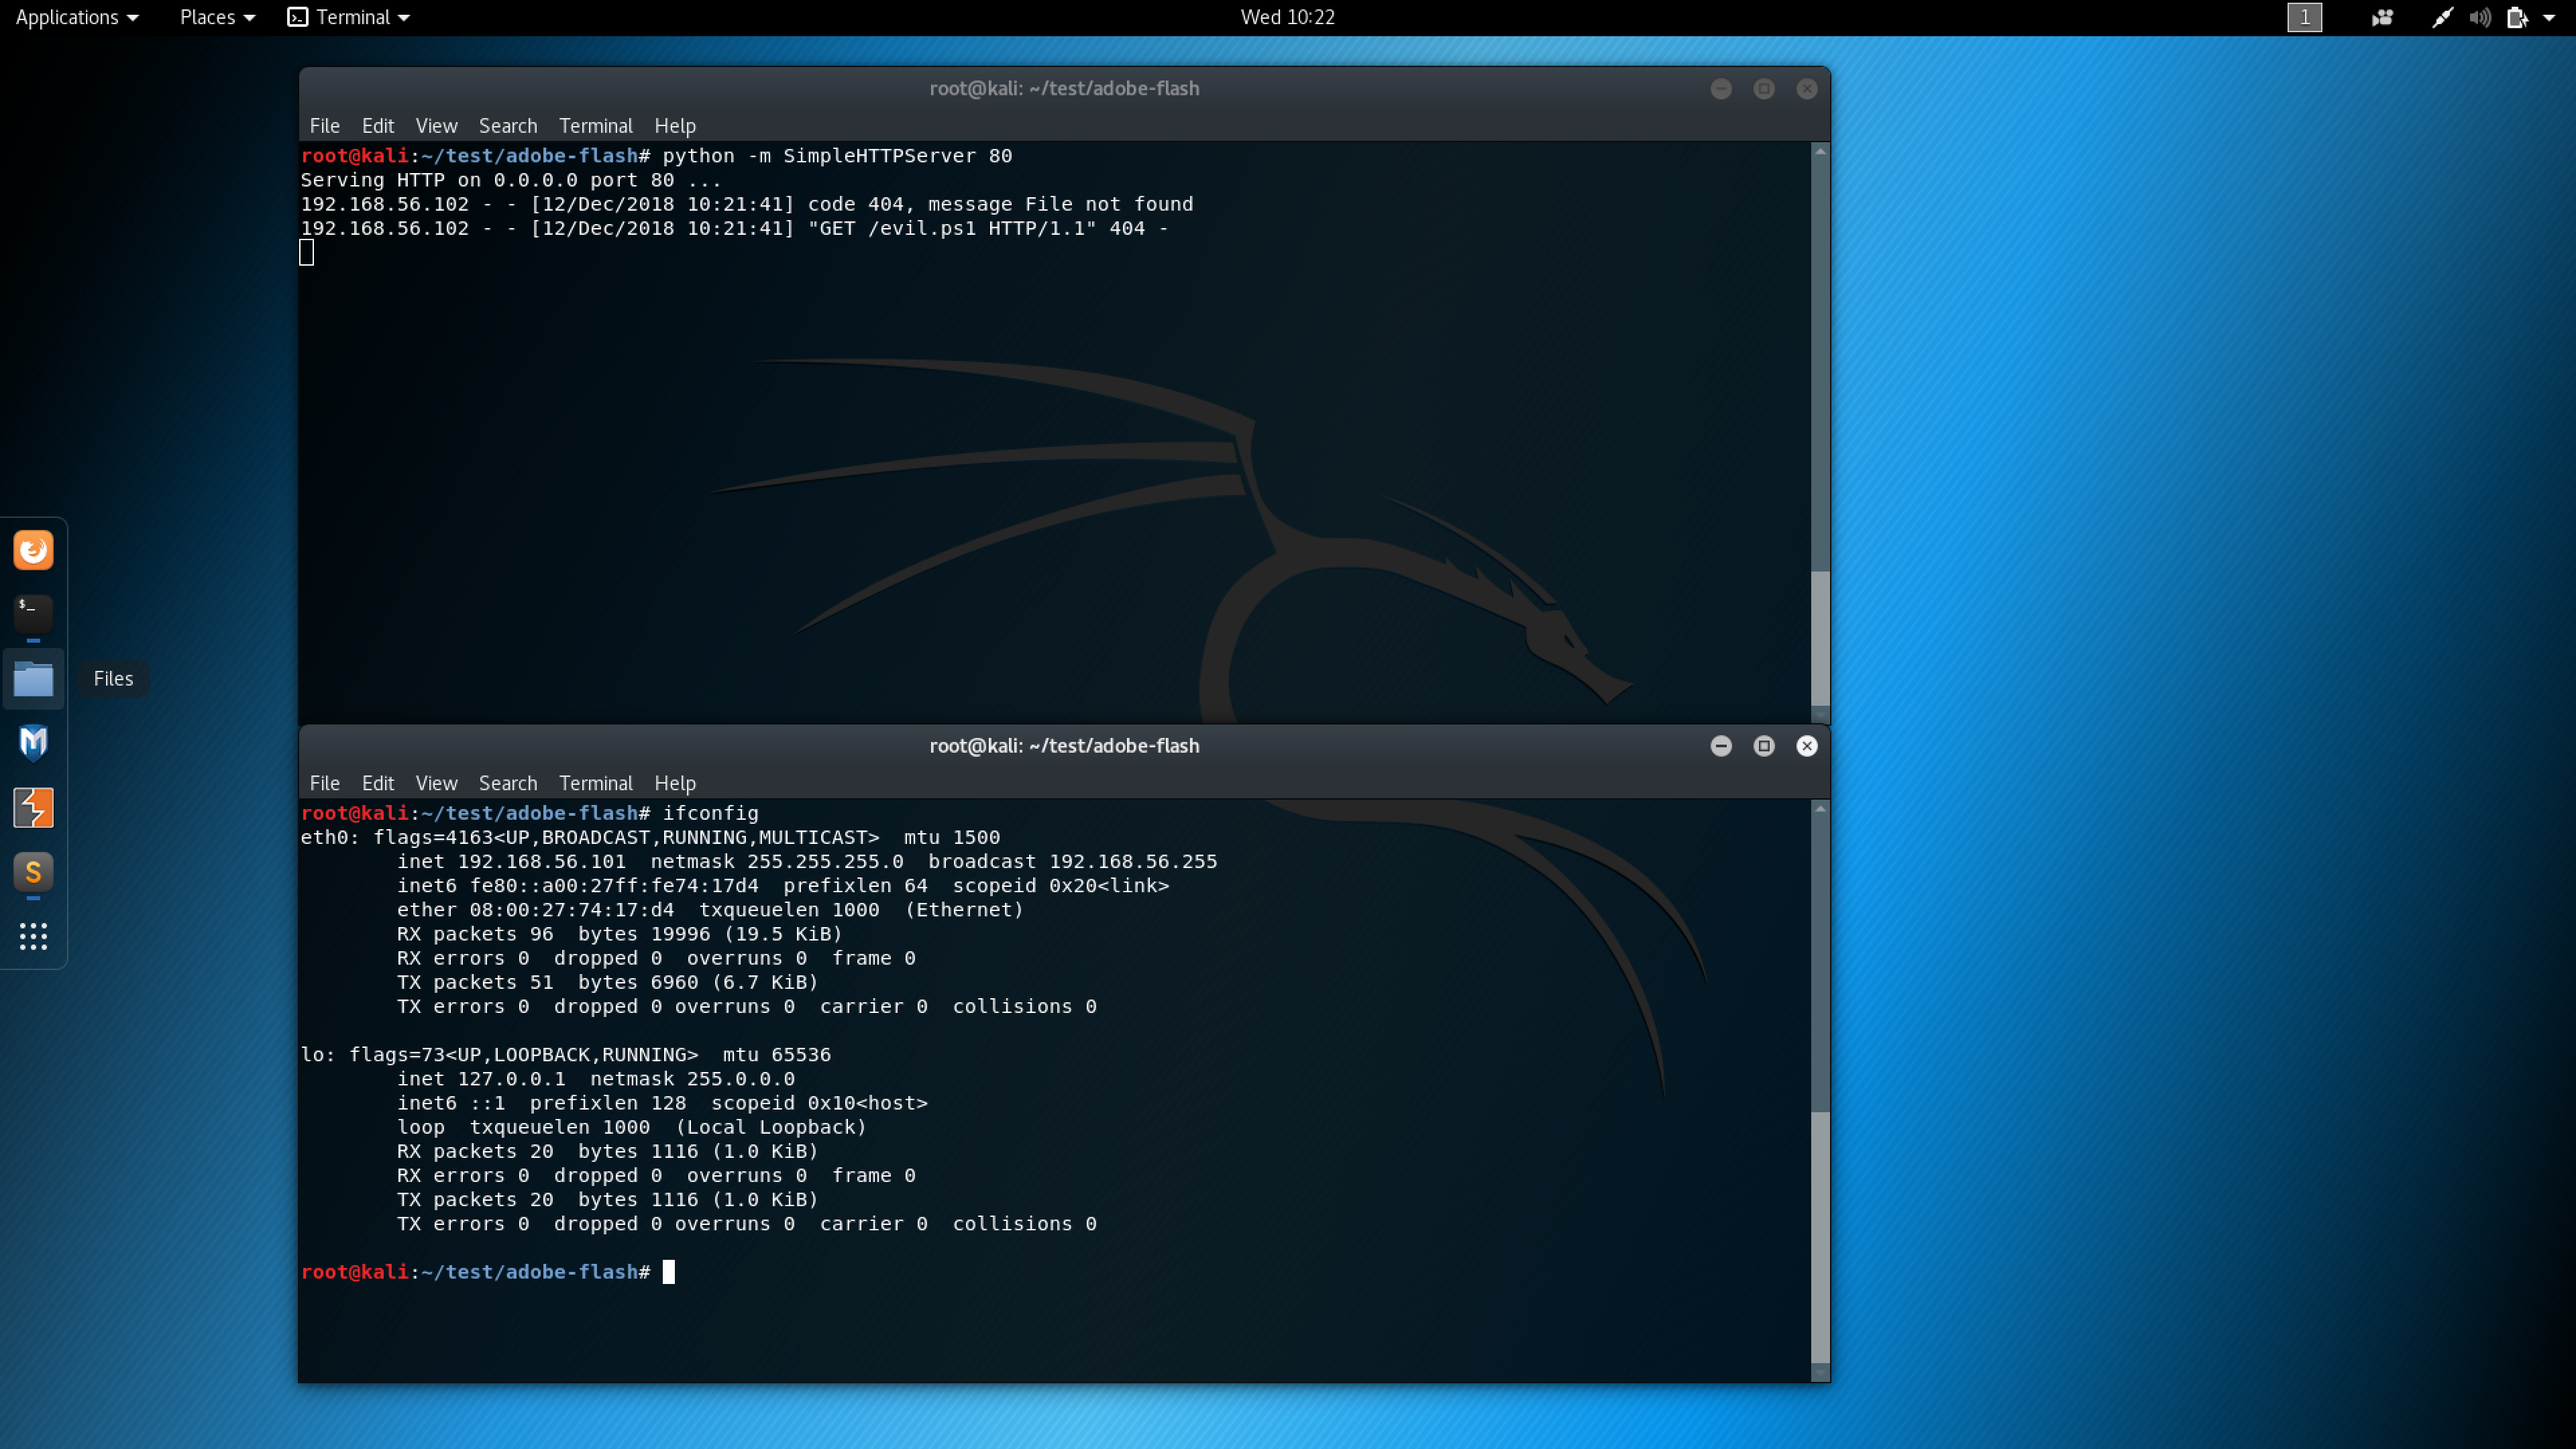 Applications Places Terminal Wed 10:22 1
root@kali: ~/test/adobe-flash
File Edit View Search Terminal Help
root@kali:~/test/adobe-flash# python -m SimpleHTTPServer 80
Serving HTTP on 0.0.0.0 port 80 ...
192.168.56.102 - - [12/Dec/2018 10:21:41] code 404, message File not found
192.168.56.102 - - [12/Dec/2018 10:21:41] "GET /evil.ps1 HTTP/1.1" 404 -
$_
Files
M
S
root@kali: ~/test/adobe-flash
File Edit View Search Terminal Help
root@kali:~/test/adobe-flash# ifconfig
eth0: flags=4163<UP,BROADCAST,RUNNING,MULTICAST>  mtu 1500
        inet 192.168.56.101  netmask 255.255.255.0  broadcast 192.168.56.255
        inet6 fe80::a00:27ff:fe74:17d4  prefixlen 64  scopeid 0x20<link>
        ether 08:00:27:74:17:d4  txqueuelen 1000  (Ethernet)
        RX packets 96  bytes 19996 (19.5 KiB)
        RX errors 0  dropped 0  overruns 0  frame 0
        TX packets 51  bytes 6960 (6.7 KiB)
        TX errors 0  dropped 0 overruns 0  carrier 0  collisions 0
lo: flags=73<UP,LOOPBACK,RUNNING>  mtu 65536
        inet 127.0.0.1  netmask 255.0.0.0
        inet6 ::1  prefixlen 128  scopeid 0x10<host>
        loop  txqueuelen 1000  (Local Loopback)
        RX packets 20  bytes 1116 (1.0 KiB)
        RX errors 0  dropped 0  overruns 0  frame 0
        TX packets 20  bytes 1116 (1.0 KiB)
        TX errors 0  dropped 0 overruns 0  carrier 0  collisions 0
root@kali:~/test/adobe-flash#